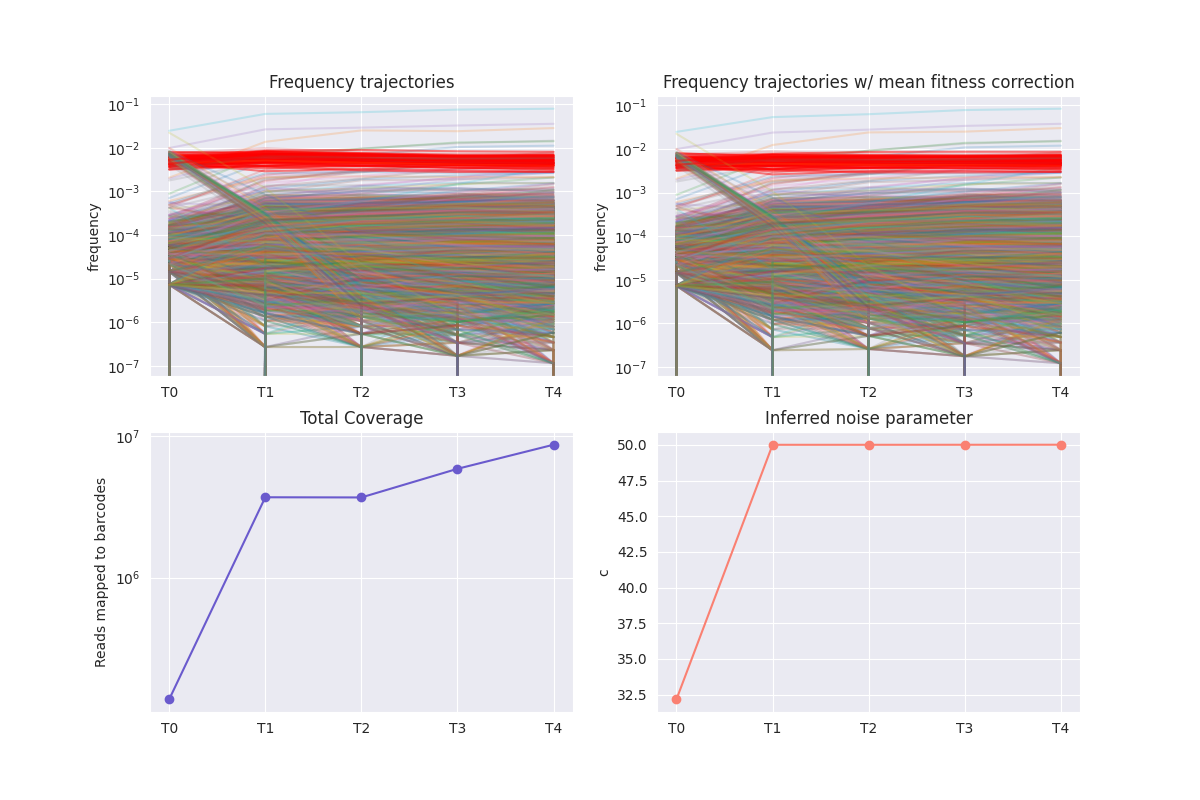 Frequency trajectories
10⁻¹
10⁻²
10⁻³
10⁻⁴
10⁻⁵
10⁻⁶
10⁻⁷
frequency
T0 T1 T2 T3 T4
Frequency trajectories w/ mean fitness correction
10⁻¹
10⁻²
10⁻³
10⁻⁴
10⁻⁵
10⁻⁶
10⁻⁷
frequency
T0 T1 T2 T3 T4
Total Coverage
10⁷
10⁶
Reads mapped to barcodes
T0 T1 T2 T3 T4
Inferred noise parameter
50.0
47.5
45.0
42.5
40.0
37.5
35.0
32.5
c
T0 T1 T2 T3 T4